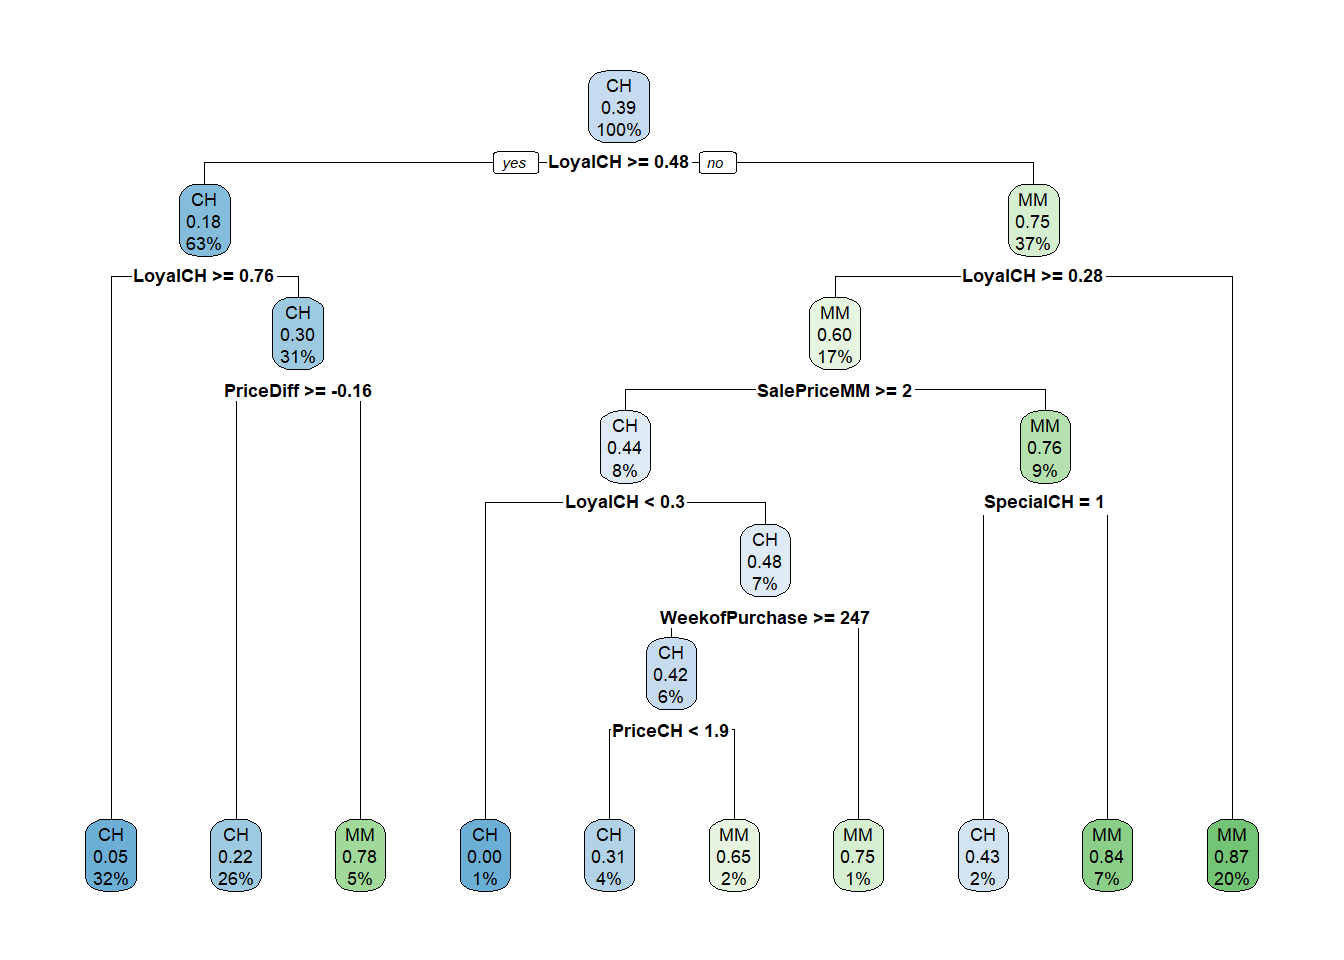 CH
0.39
100%
yes LoyalCH >= 0.48 no
CH
0.18
63%
MM
0.75
37%
LoyalCH >= 0.76
LoyalCH >= 0.28
CH
0.30
31%
MM
0.60
17%
PriceDiff >= -0.16
SalePriceMM >= 2
CH
0.44
8%
MM
0.76
9%
LoyalCH < 0.3
SpecialCH = 1
CH
0.48
7%
WeekofPurchase >= 247
CH
0.42
6%
PriceCH < 1.9
CH
0.05
32%
CH
0.22
26%
MM
0.78
5%
CH
0.00
1%
CH
0.31
4%
MM
0.65
2%
MM
0.75
1%
CH
0.43
2%
MM
0.84
7%
MM
0.87
20%